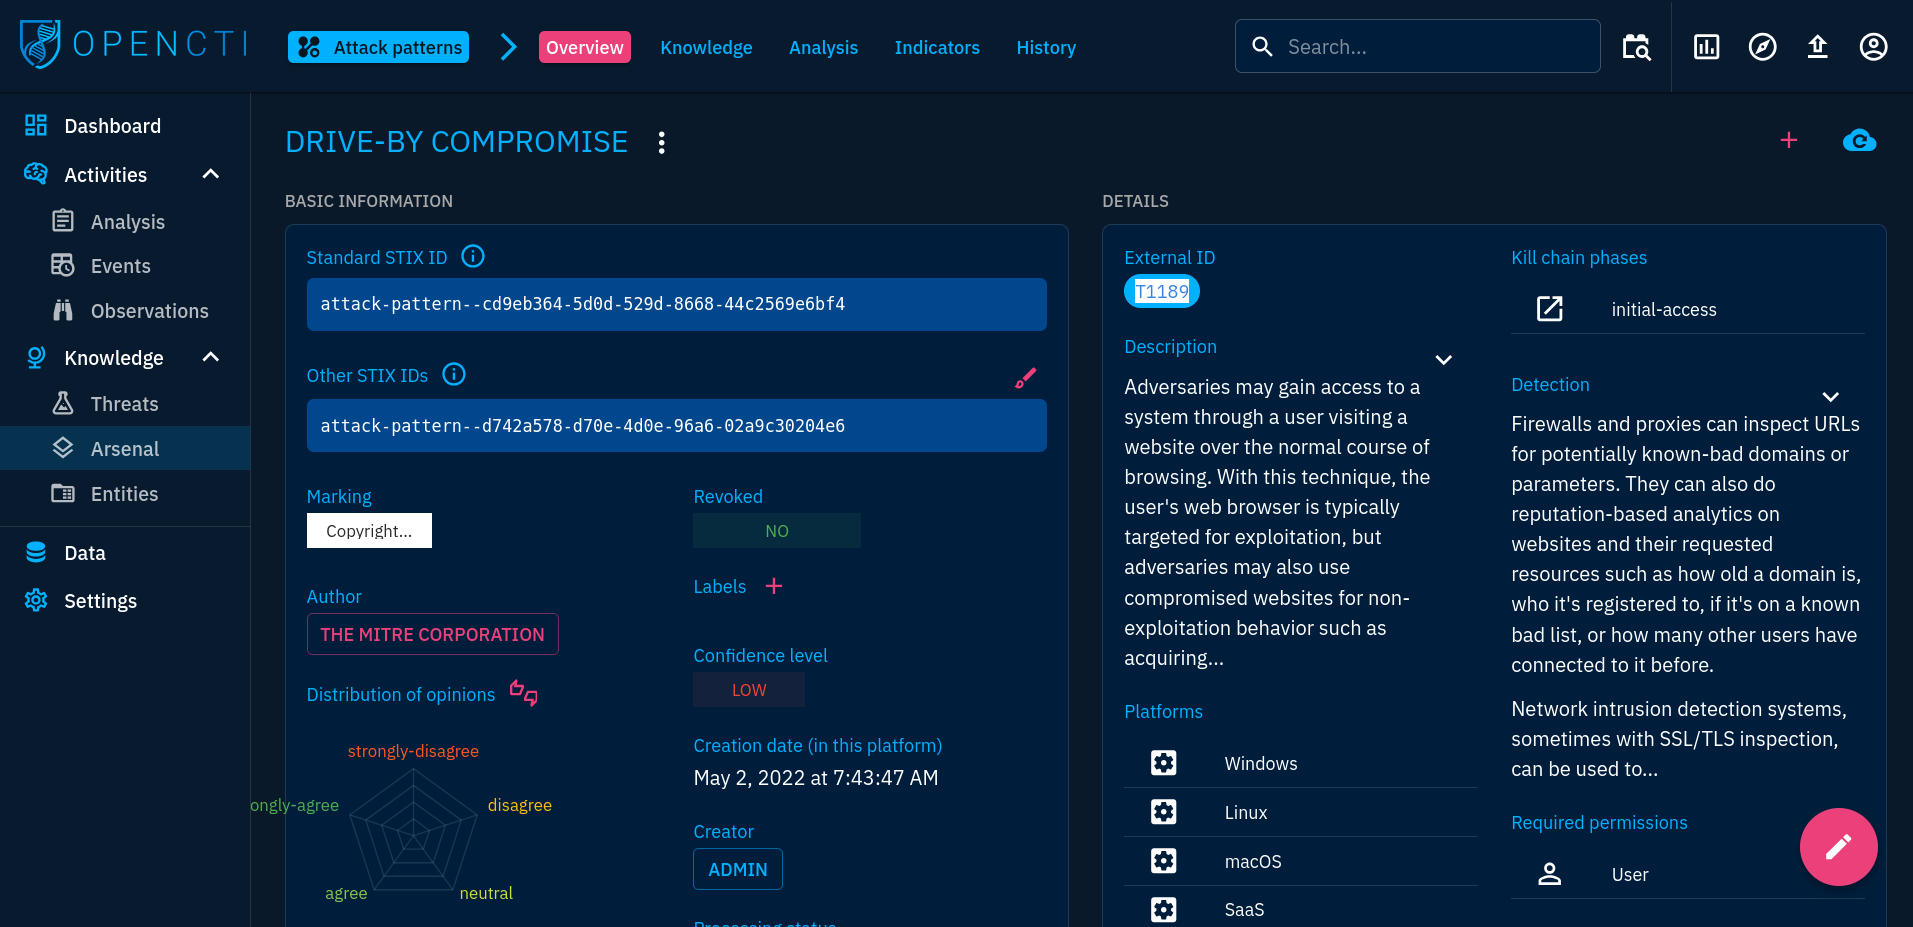 OPENCTI
Attack patterns
Overview
Knowledge
Analysis
Indicators
History
Search...
Dashboard
Activities
Analysis
Events
Observations
Knowledge
Threats
Arsenal
Entities
Data
Settings
DRIVE-BY COMPROMISE
BASIC INFORMATION
Standard STIX ID
attack-pattern--cd9eb364-5d0d-529d-8668-44c2569e6bf4
Other STIX IDs
attack-pattern--d742a578-d70e-4d0e-96a6-02a9c30204e6
Marking
Copyright...
Revoked
NO
Labels
Author
THE MITRE CORPORATION
Confidence level
LOW
Distribution of opinions
strongly-disagree
ongly-agree
disagree
agree
neutral
Creation date (in this platform)
May 2, 2022 at 7:43:47 AM
Creator
ADMIN
Processing status
DETAILS
External ID
T1189
Description
Adversaries may gain access to a
system through a user visiting a
website over the normal course of
browsing. With this technique, the
user's web browser is typically
targeted for exploitation, but
adversaries may also use
compromised websites for non-
exploitation behavior such as
acquiring...
Platforms
Windows
Linux
macOS
SaaS
Kill chain phases
initial-access
Detection
Firewalls and proxies can inspect URLs
for potentially known-bad domains or
parameters. They can also do
reputation-based analytics on
websites and their requested
resources such as how old a domain is,
who it's registered to, if it's on a known
bad list, or how many other users have
connected to it before.
Network intrusion detection systems,
sometimes with SSL/TLS inspection,
can be used to...
Required permissions
User